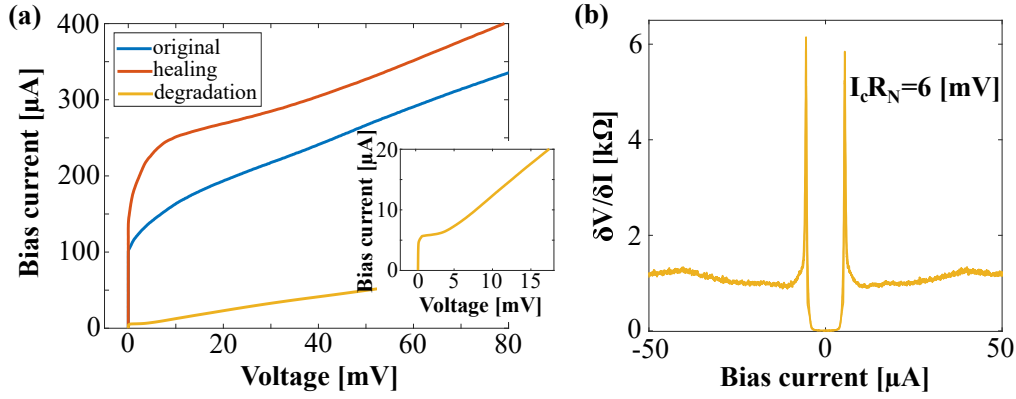 (a)
400
300
200
100
0
Bias current [μA]
original
healing
degradation
0
20
40
60
80
Voltage [mV]
20
10
0
Bias current [μA]
0
5
10
15
Voltage [mV]
(b)
6
4
2
0
δV/δI [kΩ]
IcRN=6 [mV]
-50
0
50
Bias current [μA]